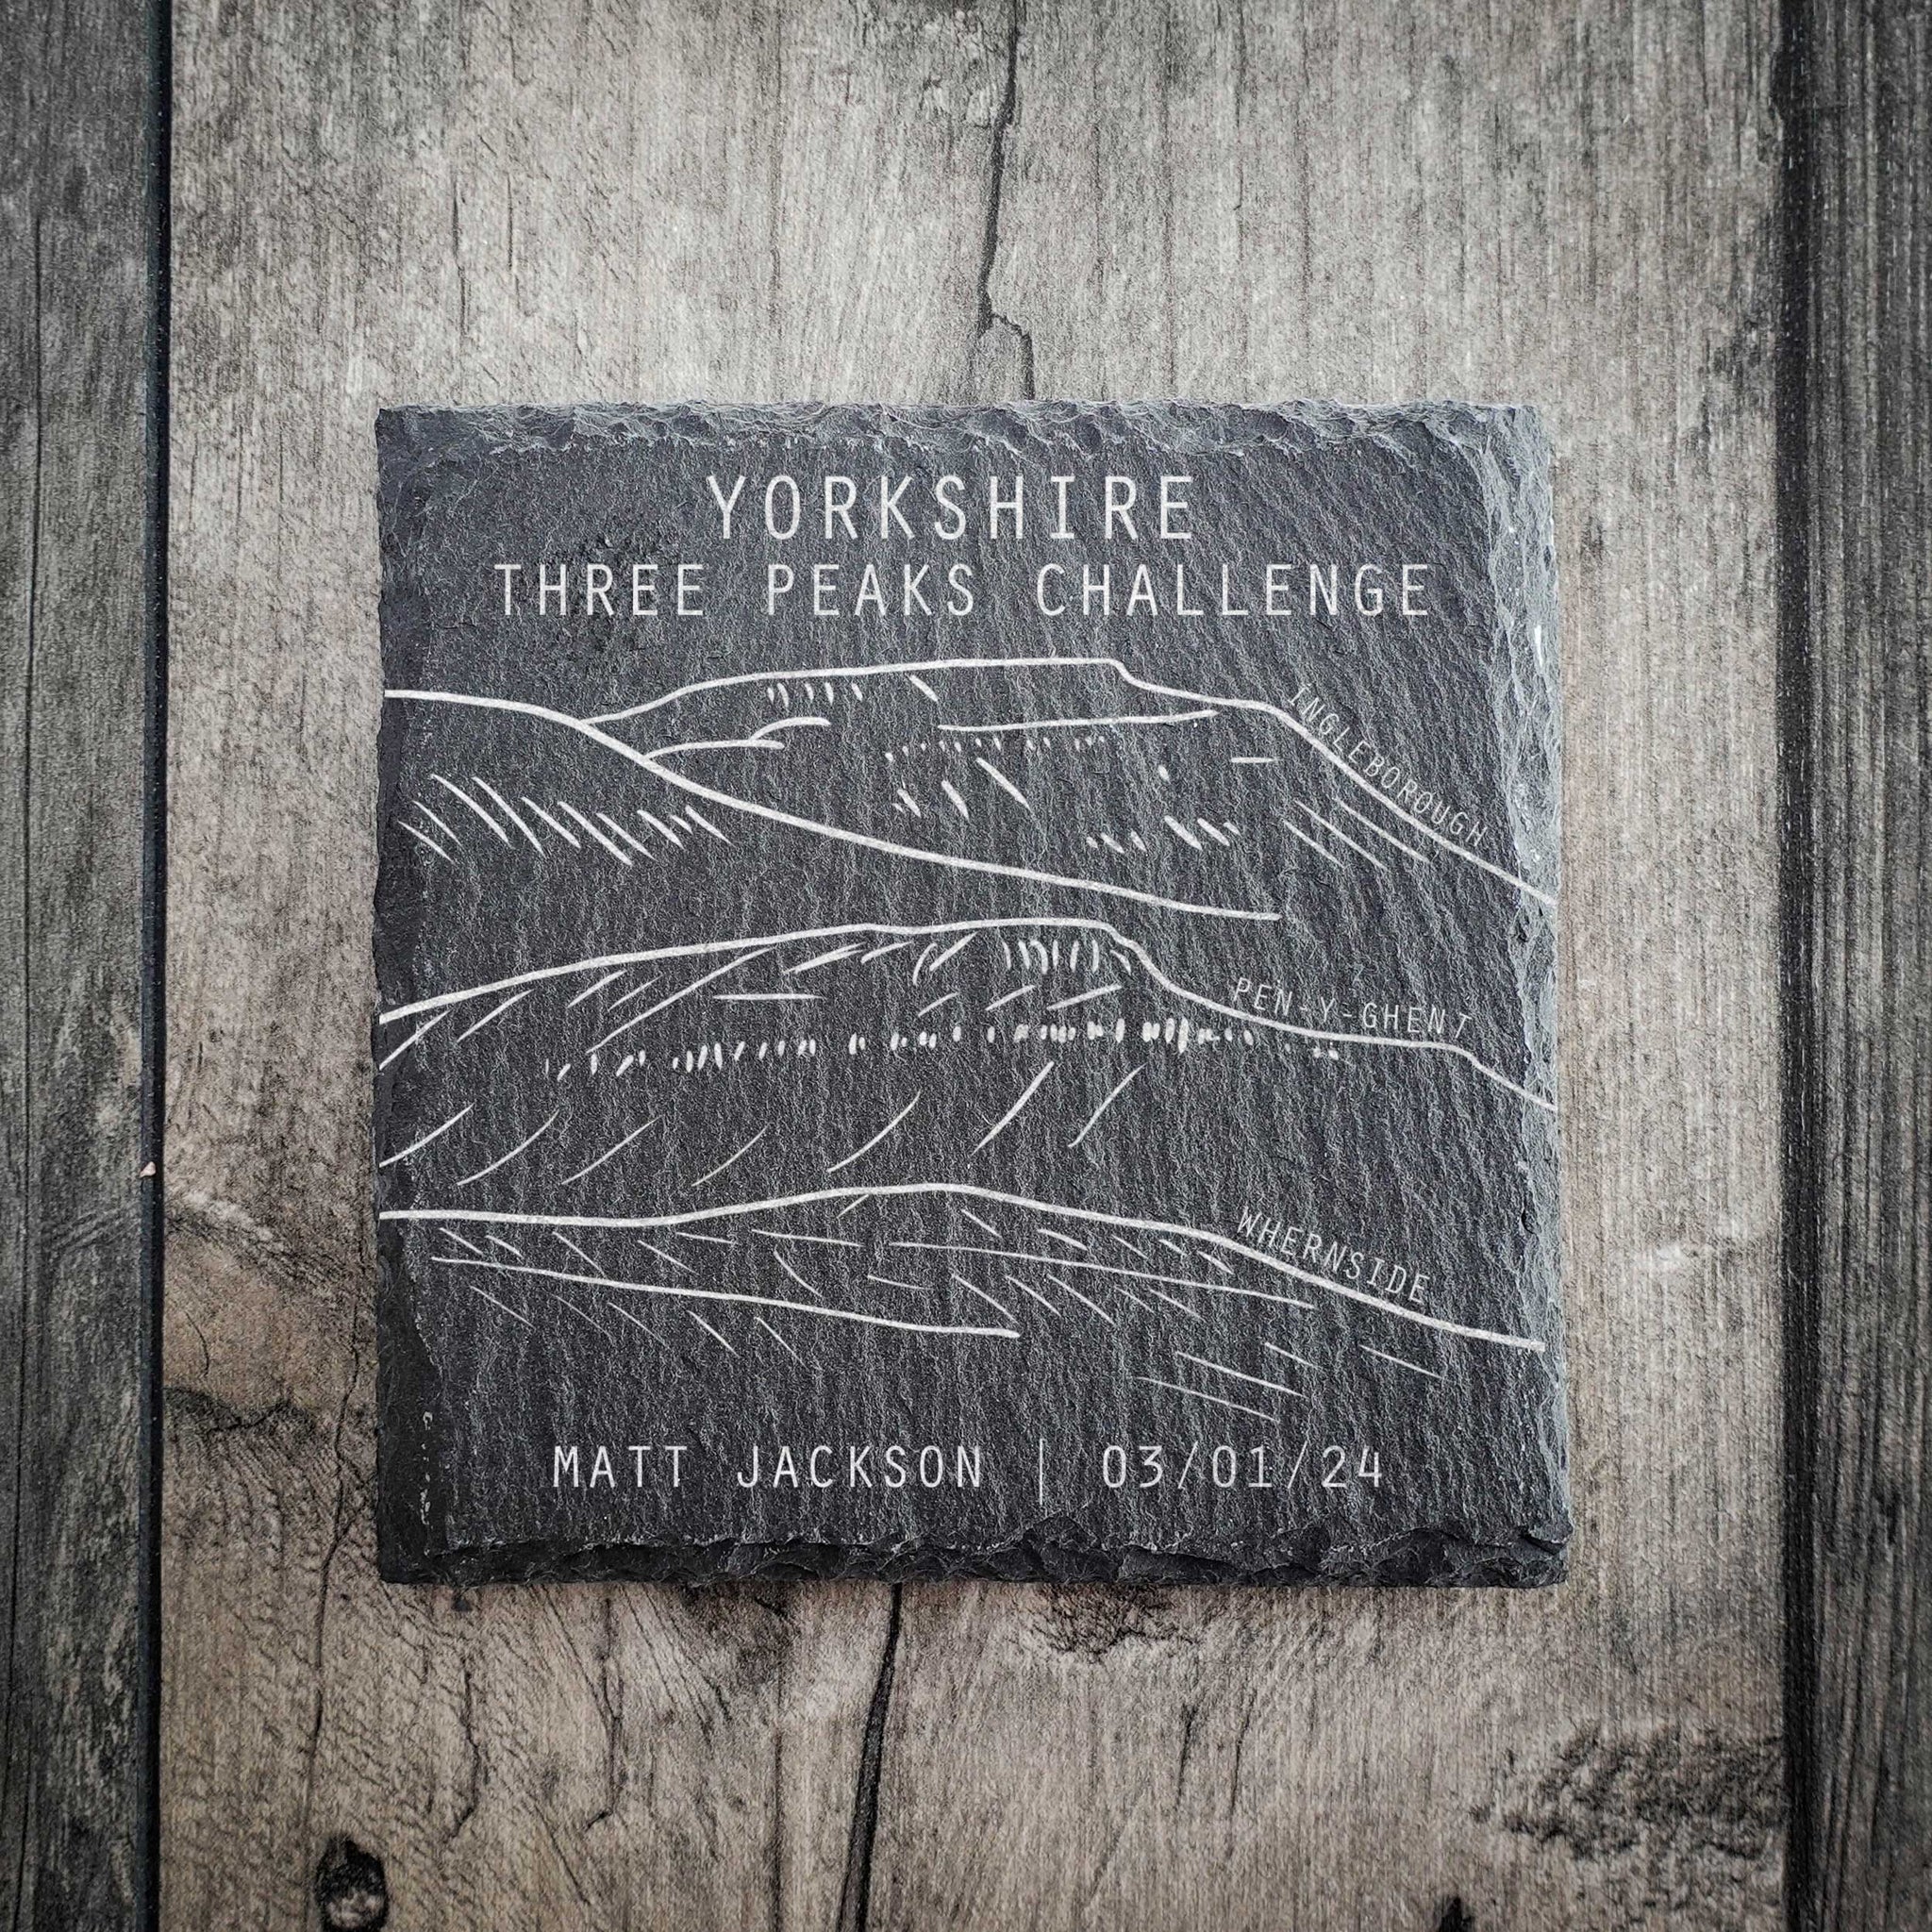 YORKSHIRE
THREE PEAKS CHALLENGE
INGLEBOROUGH
PEN-Y-GHENT
WHERNSIDE
MATT JACKSON | 03/01/24